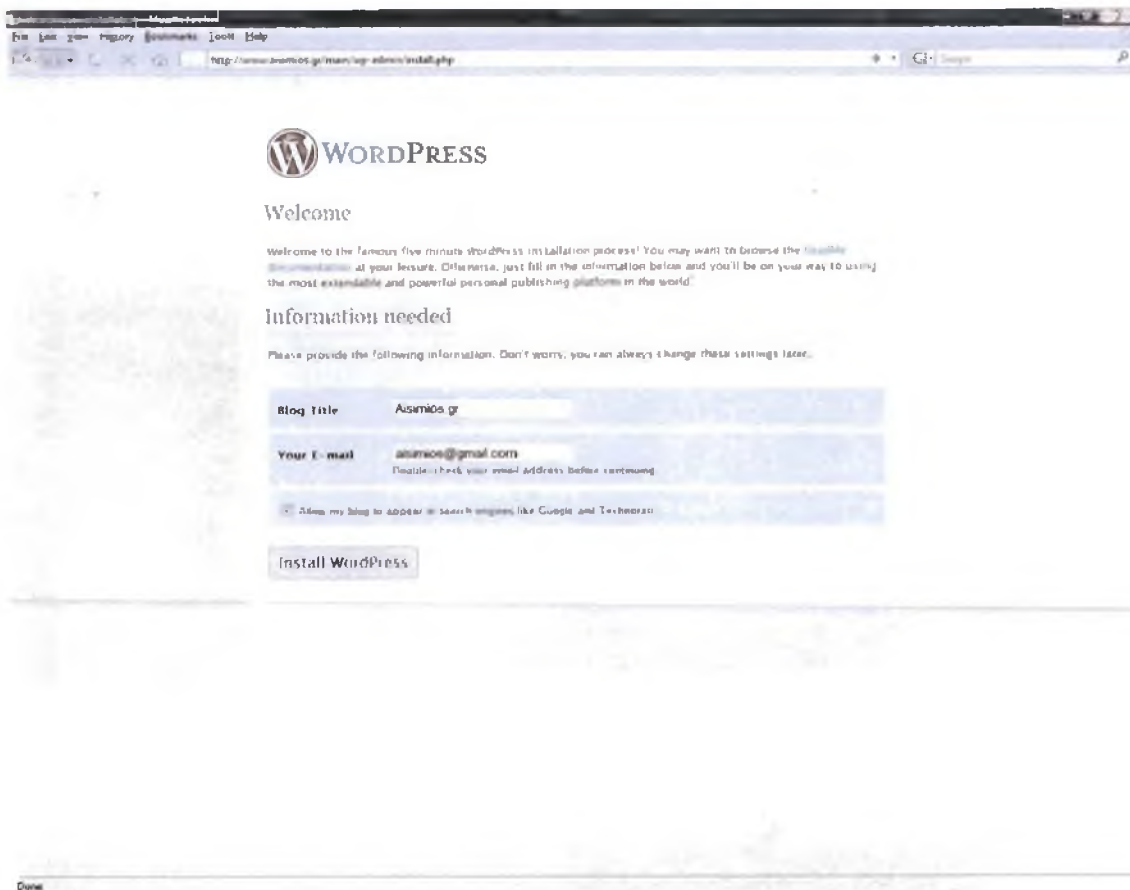 Mozilla Firefox
File Edit View History Bookmarks Tools Help
install.php
WORDPRESS
Welcome
Welcome to the famous five minute WordPress installation process! You may want to browse the
at your leisure. Otherwise, just fill in the information below and you'll be on your way to using
the most extendable and powerful personal publishing platform in the world.
Information needed
Please provide the following information. Don't worry, you can always change these settings later.
Blog Title Aisimios.gr
Your E-mail aisimios@gmail.com
Double-check your email address before continuing.
Allow my blog to appear in search engines like Google and Technorati.
Install WordPress
Done